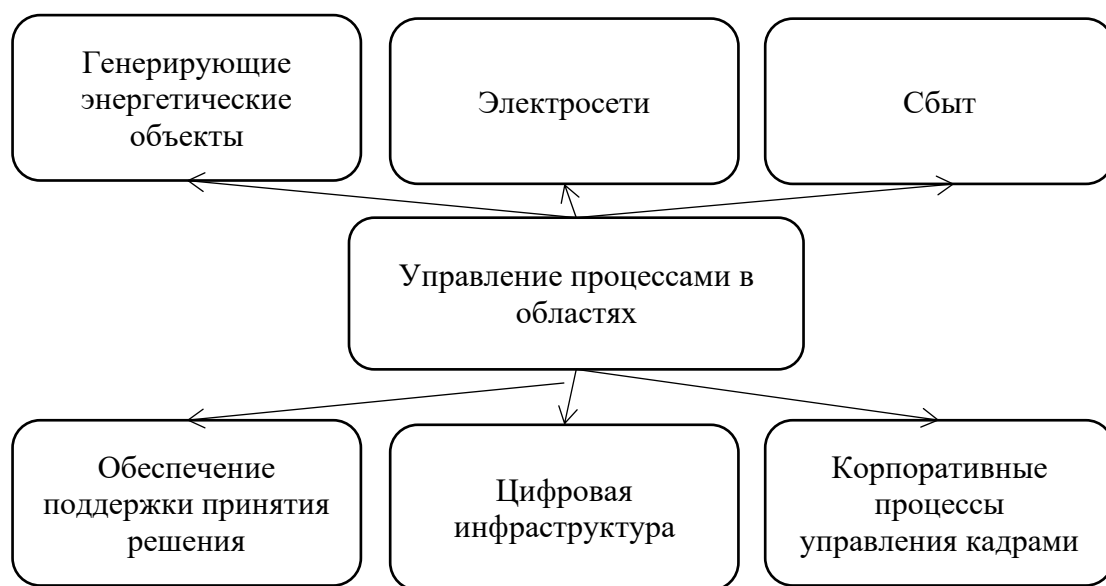 Генерирующие
энергетические
объекты
Электросети
Сбыт
Управление процессами в
областях
Обеспечение
поддержки принятия
решения
Цифровая
инфраструктура
Корпоративные
процессы
управления кадрами